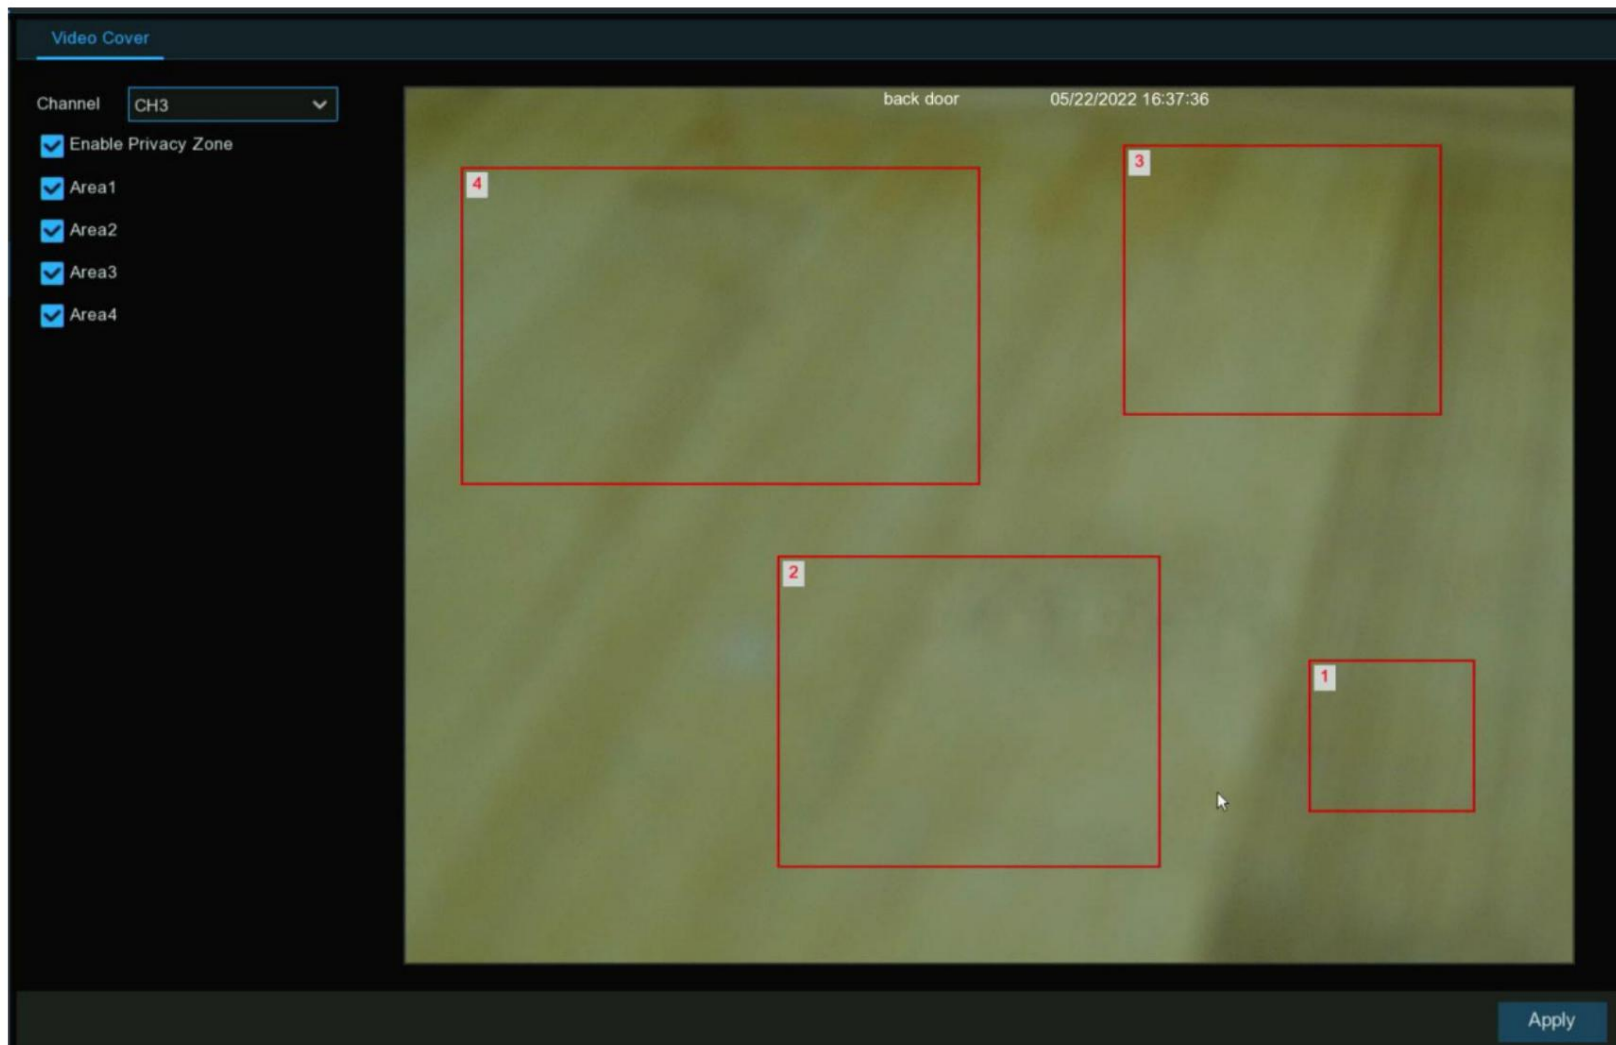 Video Cover
Channel CH3
back door 05/22/2022 16:37:36
Enable Privacy Zone
Area1
Area2
Area3
Area4
3
4
2
1
Apply